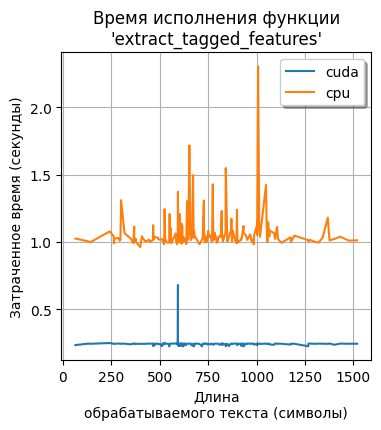 Время исполнения функции
'extract_tagged_features'
cuda
cpu
Затраченное время (секунды)
2.0
1.5
1.0
0.5
0
250
500
750
1000
1250
1500
Длина
обрабатываемого текста (символы)